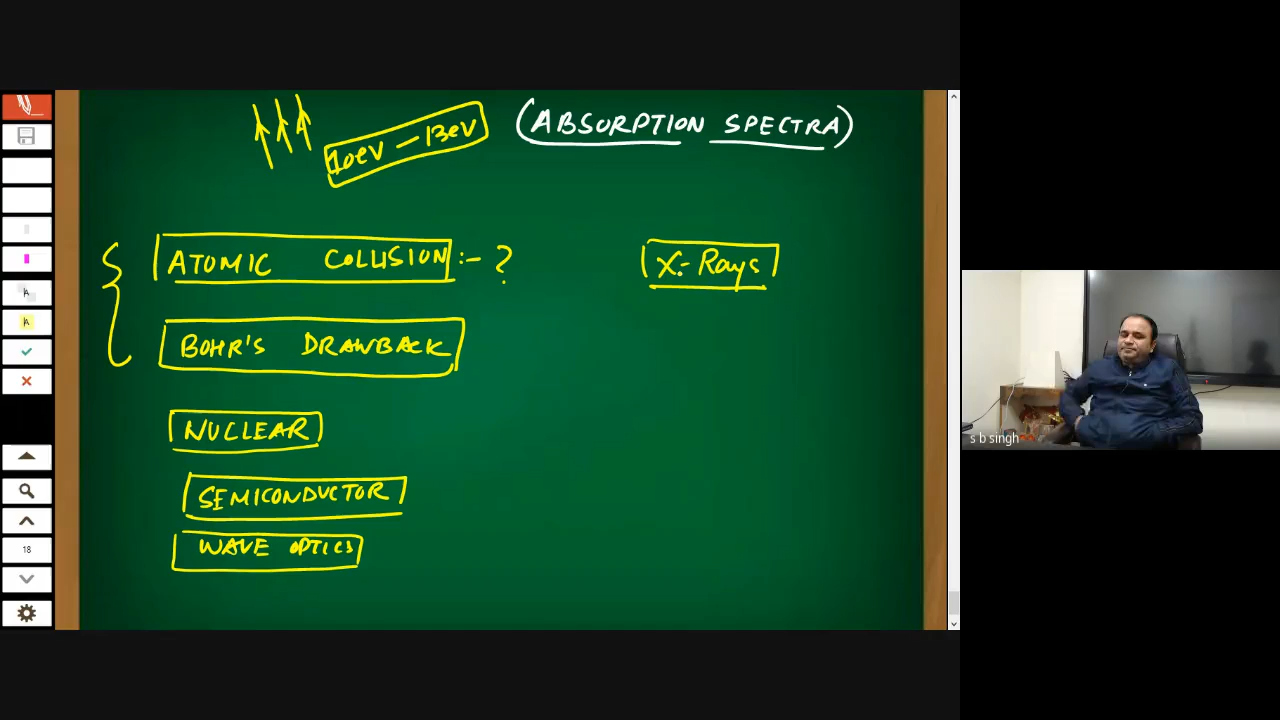 (ABSORPTION SPECTRA)
10eV - 13eV
ATOMIC COLLISION :- ?
X-Rays
BOHR'S DRAWBACK
NUCLEAR
SEMICONDUCTOR
WAVE OPTICS
s b singh
18